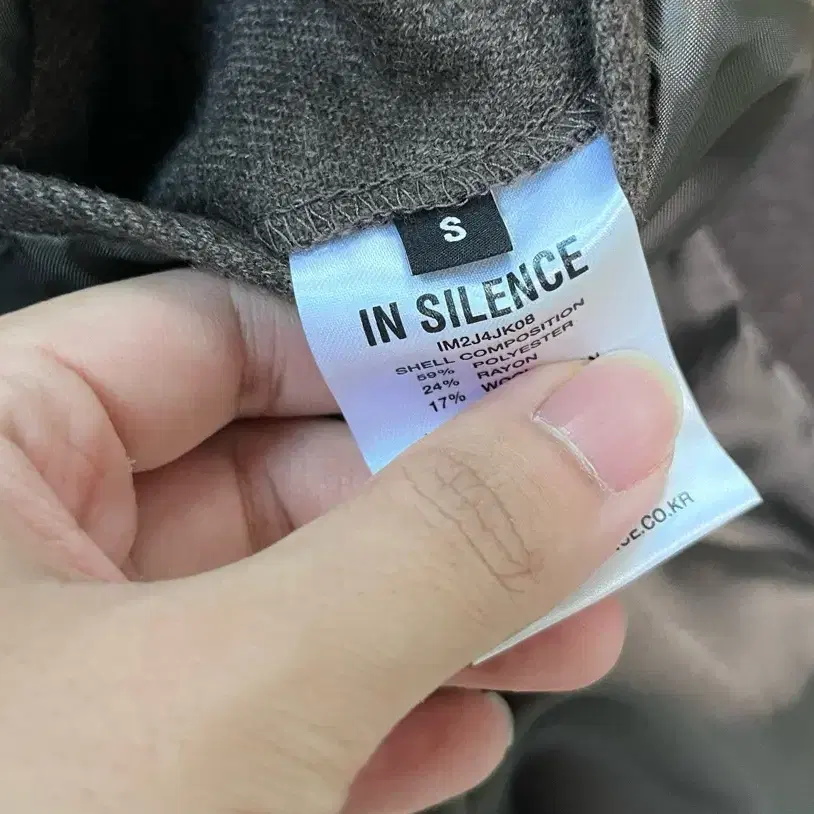 S
IN SILENCE
IM2J4JK08
SHELL COMPOSITION
59% POLYESTER
24% RAYON
17%
.CO.KR